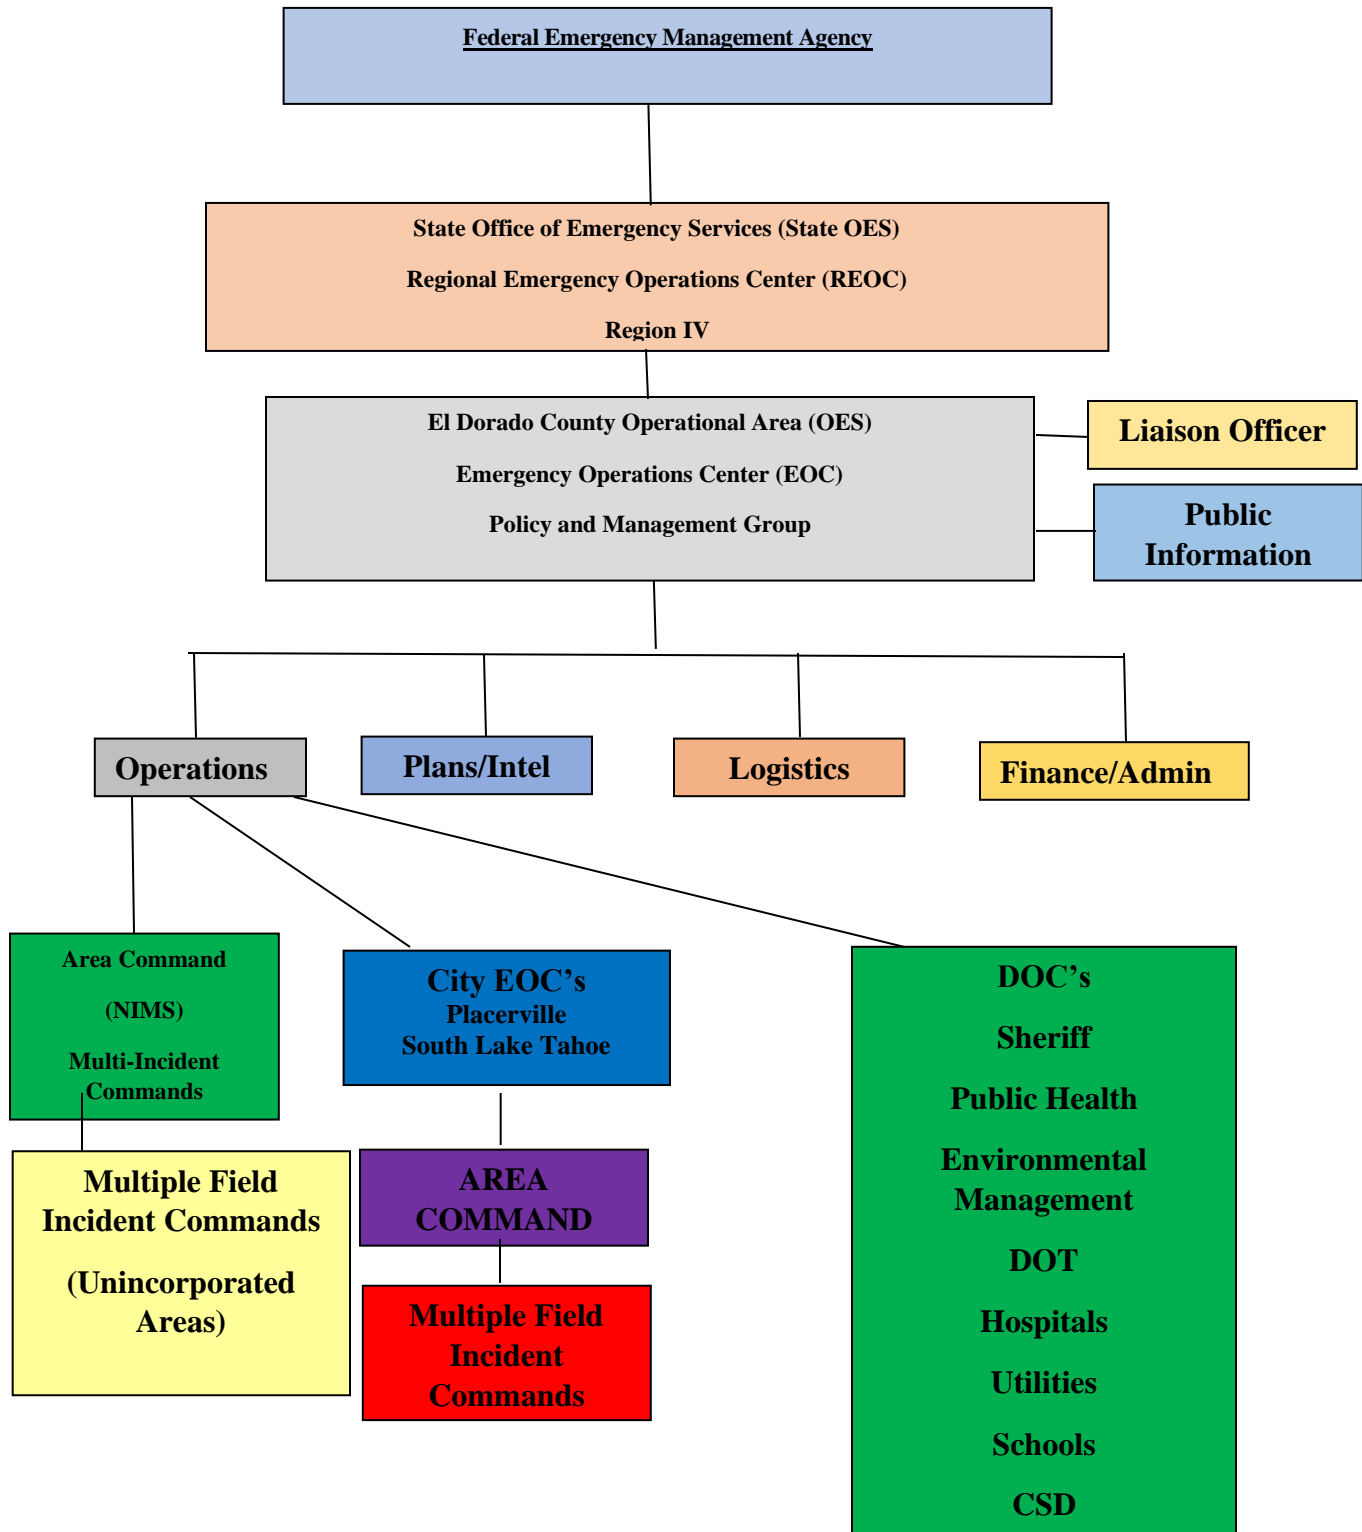 Federal Emergency Management Agency
State Office of Emergency Services (State OES)
Regional Emergency Operations Center (REOC)
Region IV
El Dorado County Operational Area (OES)
Emergency Operations Center (EOC)
Policy and Management Group
Liaison Officer
Public
Information
Operations
Plans/Intel
Logistics
Finance/Admin
Area Command
(NIMS)
Multi-Incident
Commands
City EOC’s
Placerville
South Lake Tahoe
DOC’s
Sheriff
Public Health
Environmental
Management
DOT
Hospitals
Utilities
Schools
CSD
Multiple Field
Incident Commands
(Unincorporated
Areas)
AREA
COMMAND
Multiple Field
Incident
Commands